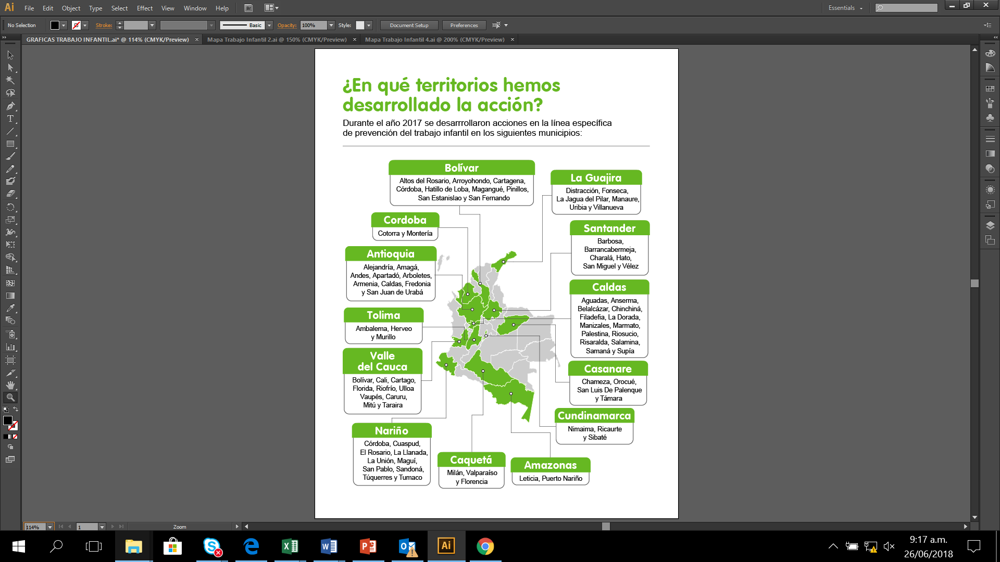 Ai File Edit Object Type Select Effect View Window Help Br Essentials
No Selection Stroke: Basic Opacity: 100% Style: Document Setup Preferences
GRAFICAS TRABAJO INFANTIL.ai* @ 114% (CMYK/Preview) × Mapa Trabajo Infantil 2.ai @ 150% (CMYK/Preview) × Mapa Trabajo Infantil 4.ai @ 200% (CMYK/Preview) ×
¿En qué territorios hemos
desarrollado la acción?
Durante el año 2017 se desarrrollaron acciones en la línea específica
de prevención del trabajo infantil en los siguientes municipios:
Bolívar
Altos del Rosario, Arroyohondo, Cartagena,
Córdoba, Hatillo de Loba, Magangué, Pinillos,
San Estanislao y San Fernando
La Guajira
Distracción, Fonseca,
La Jagua del Pilar, Manaure,
Uribia y Villanueva
Cordoba
Cotorra y Montería
Santander
Barbosa,
Barrancabermeja,
Charalá, Hato,
San Miguel y Vélez
Antioquia
Alejandría, Amagá,
Andes, Apartadó, Arboletes,
Armenia, Caldas, Fredonia
y San Juan de Urabá
Caldas
Aguadas, Anserma,
Belalcázar, Chinchiná,
Filadefia, La Dorada,
Manizales, Marmato,
Palestina, Riosucio,
Risaralda, Salamina,
Samaná y Supía
Tolima
Ambalema, Herveo
y Murillo
Valle
del Cauca
Bolívar, Cali, Cartago,
Florida, Riofrío, Ulloa
Vaupés, Caruru,
Mitú y Taraira
Casanare
Chameza, Orocué,
San Luis De Palenque
y Támara
Cundinamarca
Nimaima, Ricaurte
y Sibaté
Nariño
Córdoba, Cuaspud,
El Rosario, La Llanada,
La Unión, Maguí,
San Pablo, Sandoná,
Túquerres y Tumaco
Caquetá
Milán, Valparaíso
y Florencia
Amazonas
Leticia, Puerto Nariño
114% 1 Zoom
Ai
9:17 a.m.
26/06/2018